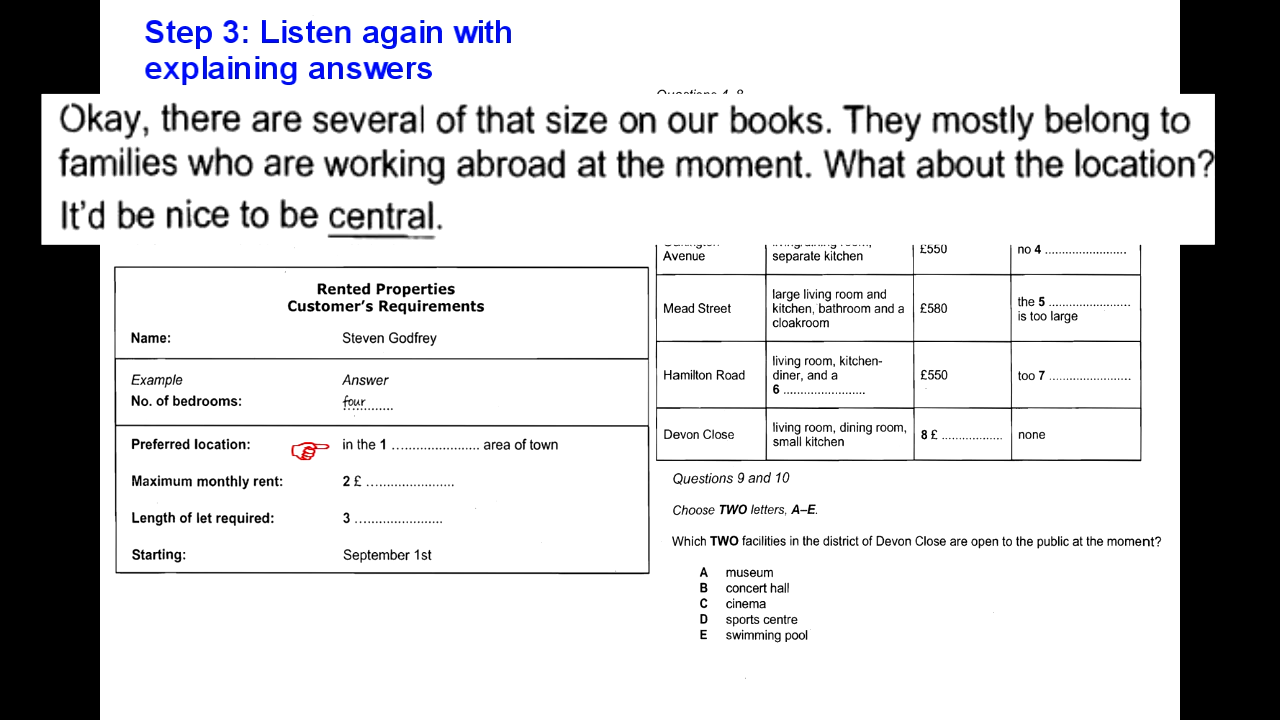 Step 3: Listen again with
explaining answers
Okay, there are several of that size on our books. They mostly belong to
families who are working abroad at the moment. What about the location?
It'd be nice to be central.
Rented Properties
Customer's Requirements
Name: Steven Godfrey
Example Answer
No. of bedrooms: four
Preferred location: in the 1 ...................... area of town
Maximum monthly rent: 2 £ ......................
Length of let required: 3 ......................
Starting: September 1st
Avenue
separate kitchen
£550
no 4 ......................
Mead Street
large living room and
kitchen, bathroom and a
cloakroom
£580
the 5 ......................
is too large
Hamilton Road
living room, kitchen-
diner, and a
6 ......................
£550
too 7 ......................
Devon Close
living room, dining room,
small kitchen
8 £ ..................
none
Questions 9 and 10
Choose TWO letters, A–E.
Which TWO facilities in the district of Devon Close are open to the public at the moment?
A museum
B concert hall
C cinema
D sports centre
E swimming pool